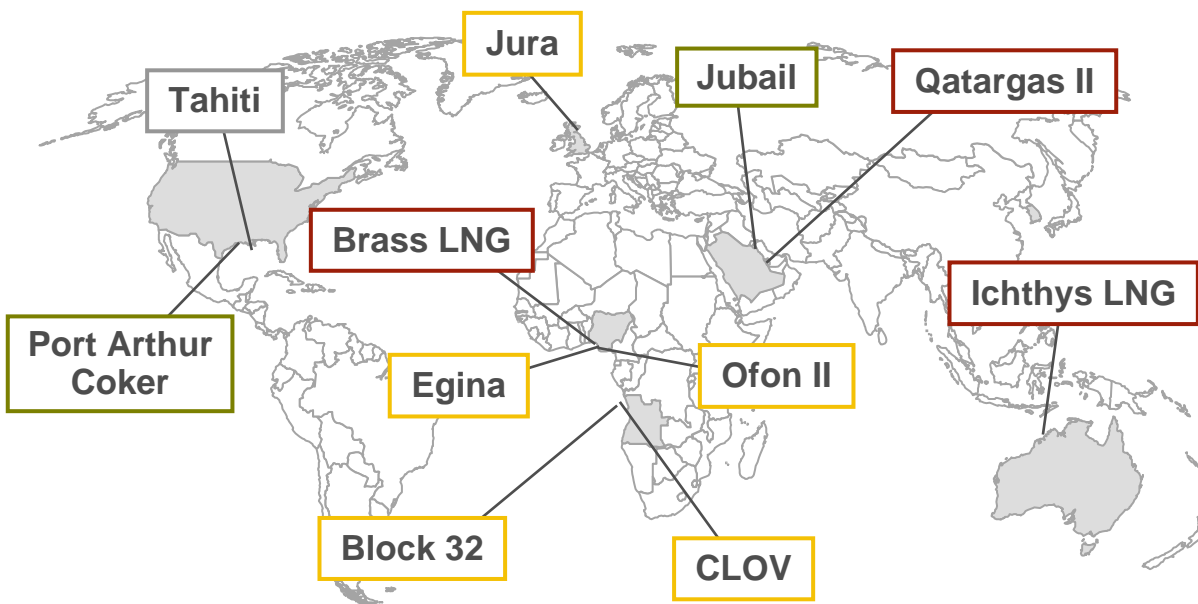 Jura
Jubail
Qatargas II
Tahiti
Brass LNG
Ichthys LNG
Port Arthur
Coker
Egina
Ofon II
Block 32
CLOV